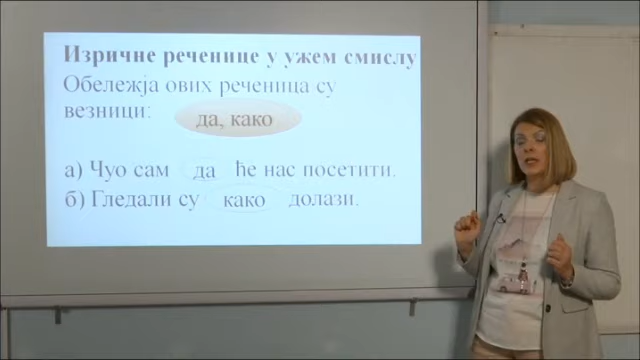 Изричне реченице у ужем смислу
Обележја ових реченица су
везници: да, како
а) Чуо сам да ће нас посетити.
б) Гледали су како долази.